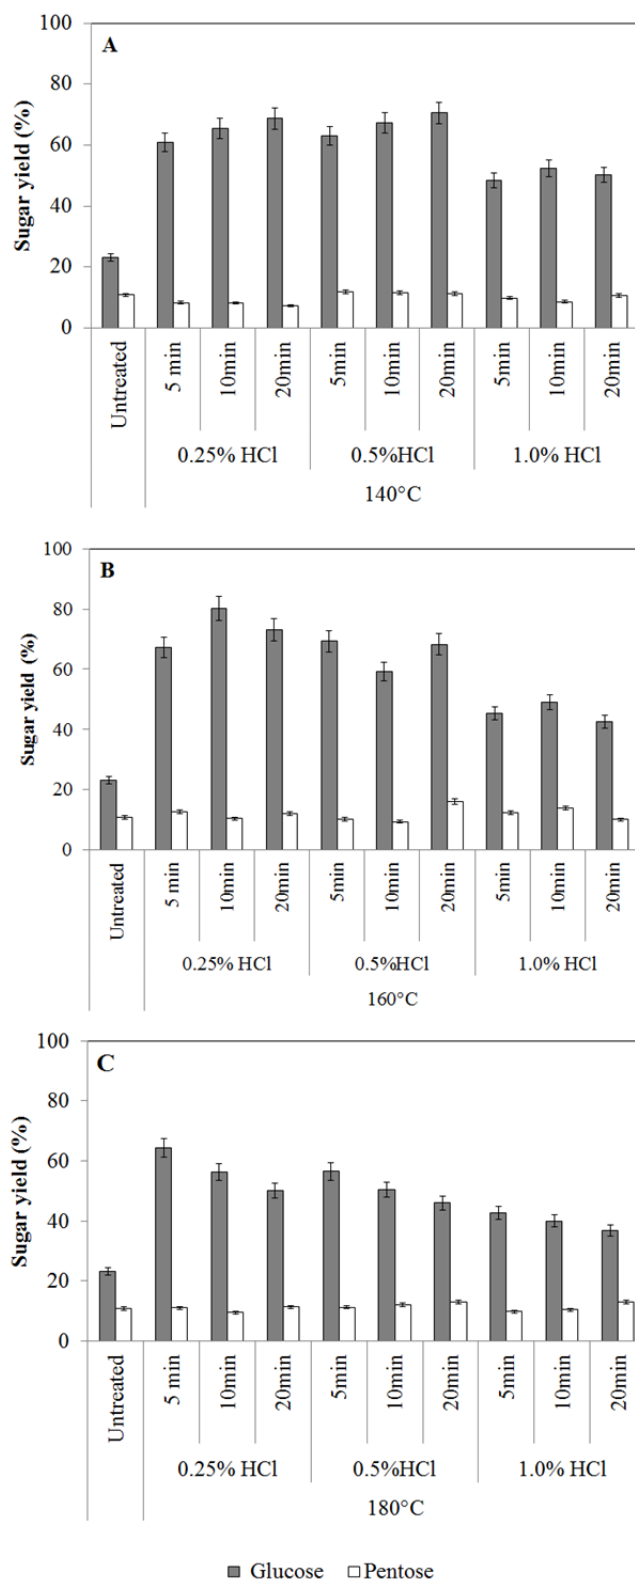 A
Sugar yield (%)
100
80
60
40
20
0
Untreated
5 min
10min
20min
5min
10min
20min
5min
10min
20min
0.25% HCl
0.5%HCl
1.0% HCl
140°C
B
Sugar yield (%)
100
80
60
40
20
0
Untreated
5 min
10min
20min
5min
10min
20min
5min
10min
20min
0.25% HCl
0.5%HCl
1.0% HCl
160°C
C
Sugar yield (%)
100
80
60
40
20
0
Untreated
5 min
10min
20min
5min
10min
20min
5min
10min
20min
0.25% HCl
0.5%HCl
1.0% HCl
180°C
Glucose Pentose